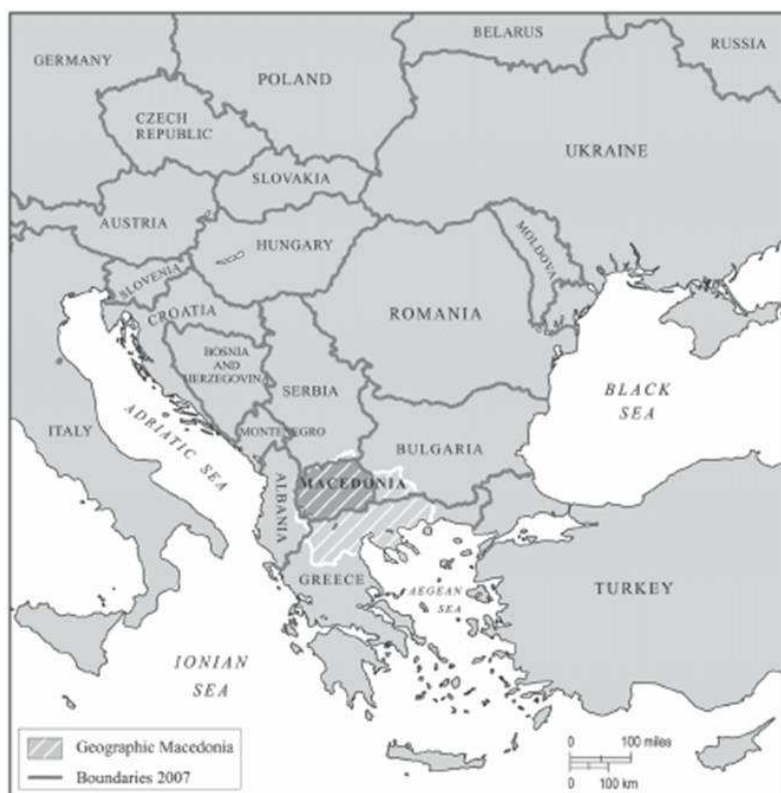 BELARUS
RUSSIA
GERMANY
POLAND
CZECH
REPUBLIC
UKRAINE
SLOVAKIA
AUSTRIA
HUNGARY
MOLDOVA
SLOVENIA
CROATIA
ROMANIA
BOSNIA
AND
HERZEGOVINA
SERBIA
BLACK
SEA
ITALY
ADRIATIC SEA
MONTENEGRO
BULGARIA
ALBANIA
MACEDONIA
GREECE
AEGEAN
SEA
TURKEY
IONIAN
SEA
Geographic Macedonia
Boundaries 2007
0 100 miles
0 100 km